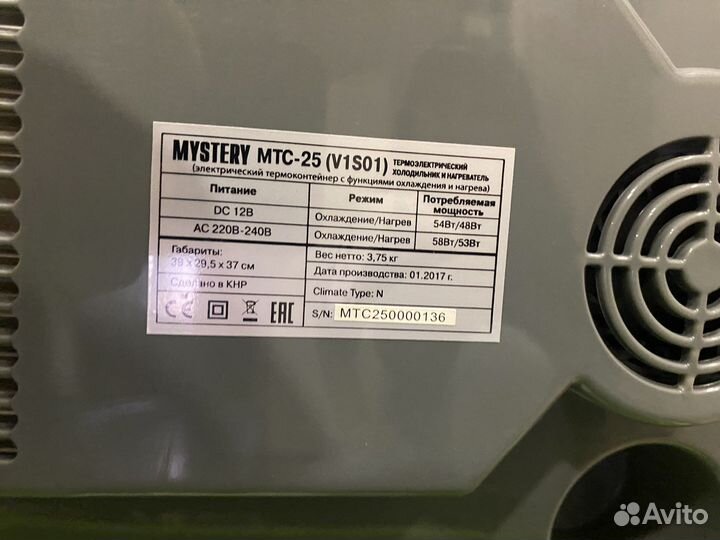 MYSTERY MTC-25 (V1S01) ТЕРМОЭЛЕКТРИЧЕСКИЙ ХОЛОДИЛЬНИК И НАГРЕВАТЕЛЬ
(электрический термоконтейнер с функциями охлаждения и нагрева)
Питание Режим Потребляемая мощность
DC 12В Охлаждение/Нагрев 54Вт/48Вт
AC 220В-240В Охлаждение/Нагрев 58Вт/53Вт
Габариты:
39 x 29,5 x 37 см
Сделано в КНР
CE EAC
Вес нетто: 3,75 кг
Дата производства: 01.2017 г.
Climate Type: N
S/N: MTC250000136
Avito